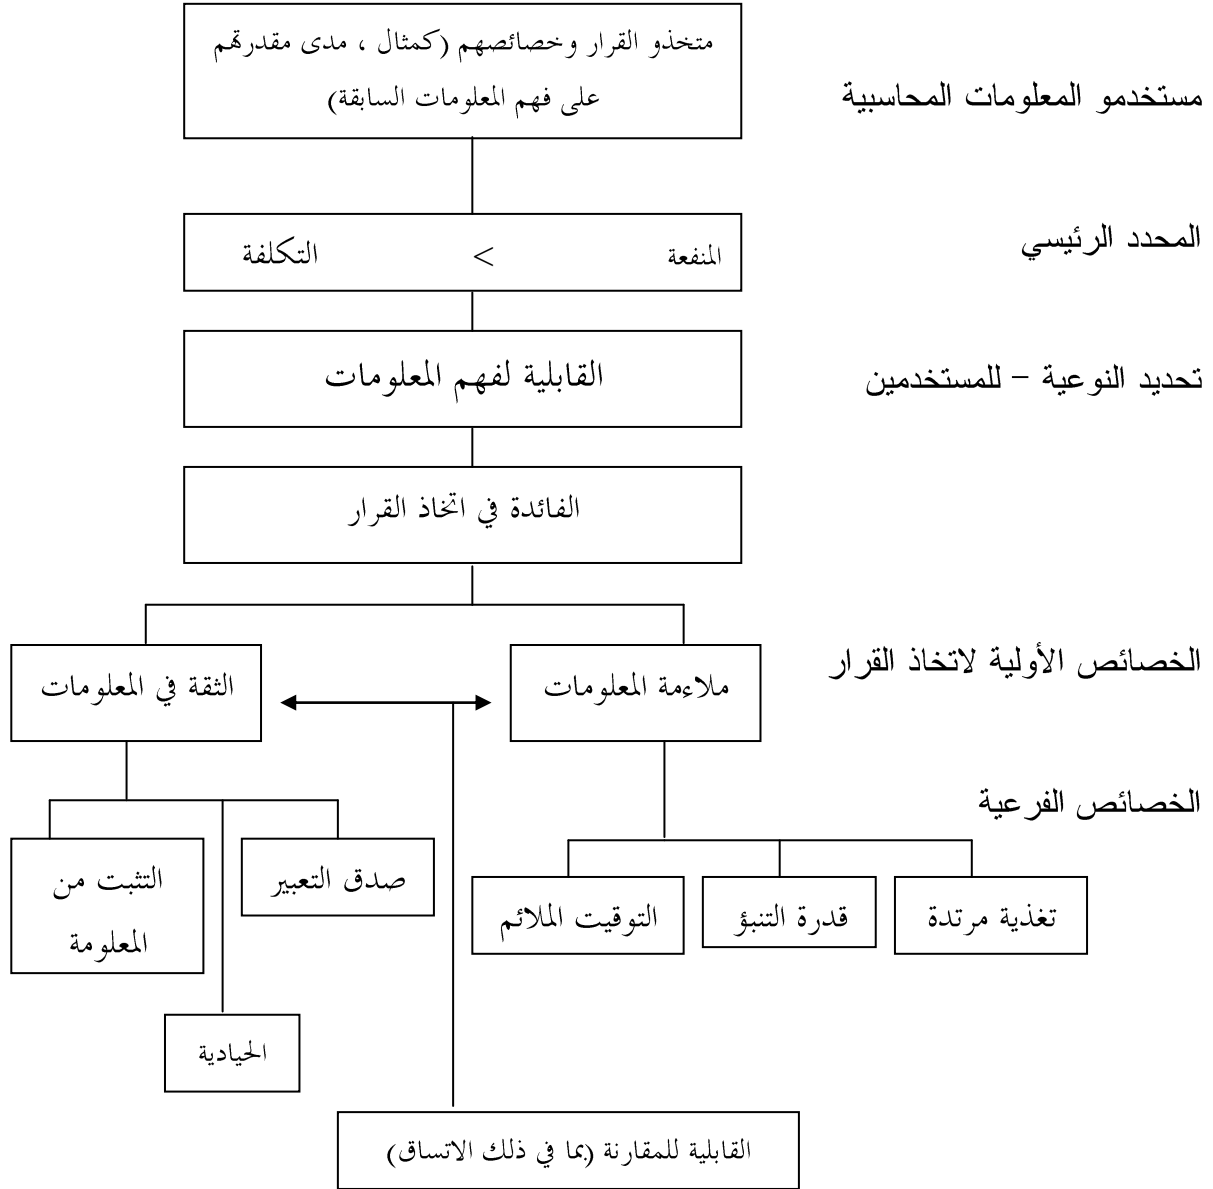 متخذو القرار وخصائصهم (كمثال ، مدى مقدرتهم
على فهم المعلومات السابقة)
مستخدمو المعلومات المحاسبية
المحدد الرئيسي
المنفعة > التكلفة
القابلية لفهم المعلومات
تحديد النوعية – للمستخدمين
الفائدة في اتخاذ القرار
الخصائص الأولية لاتخاذ القرار
ملاءمة المعلومات
الثقة في المعلومات
الخصائص الفرعية
تغذية مرتدة
قدرة التنبؤ
التوقيت الملائم
صدق التعبير
التثبت من
المعلومة
الحيادية
القابلية للمقارنة (بما في ذلك الاتساق)